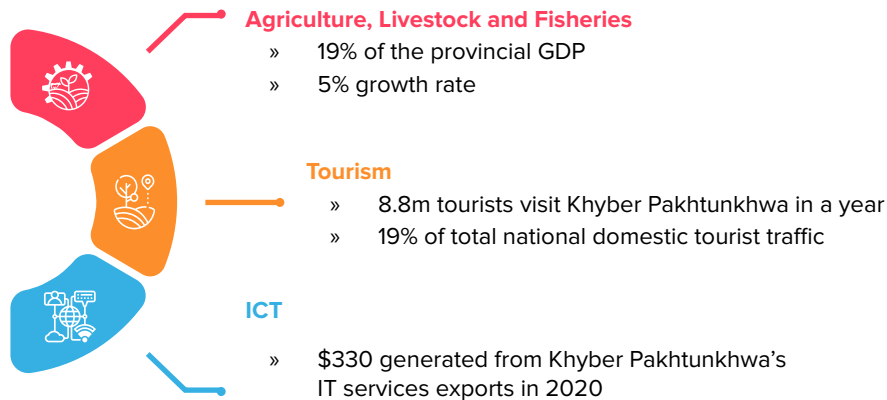 Agriculture, Livestock and Fisheries
» 19% of the provincial GDP
» 5% growth rate
Tourism
» 8.8m tourists visit Khyber Pakhtunkhwa in a year
» 19% of total national domestic tourist traffic
ICT
» $330 generated from Khyber Pakhtunkhwa’s
IT services exports in 2020